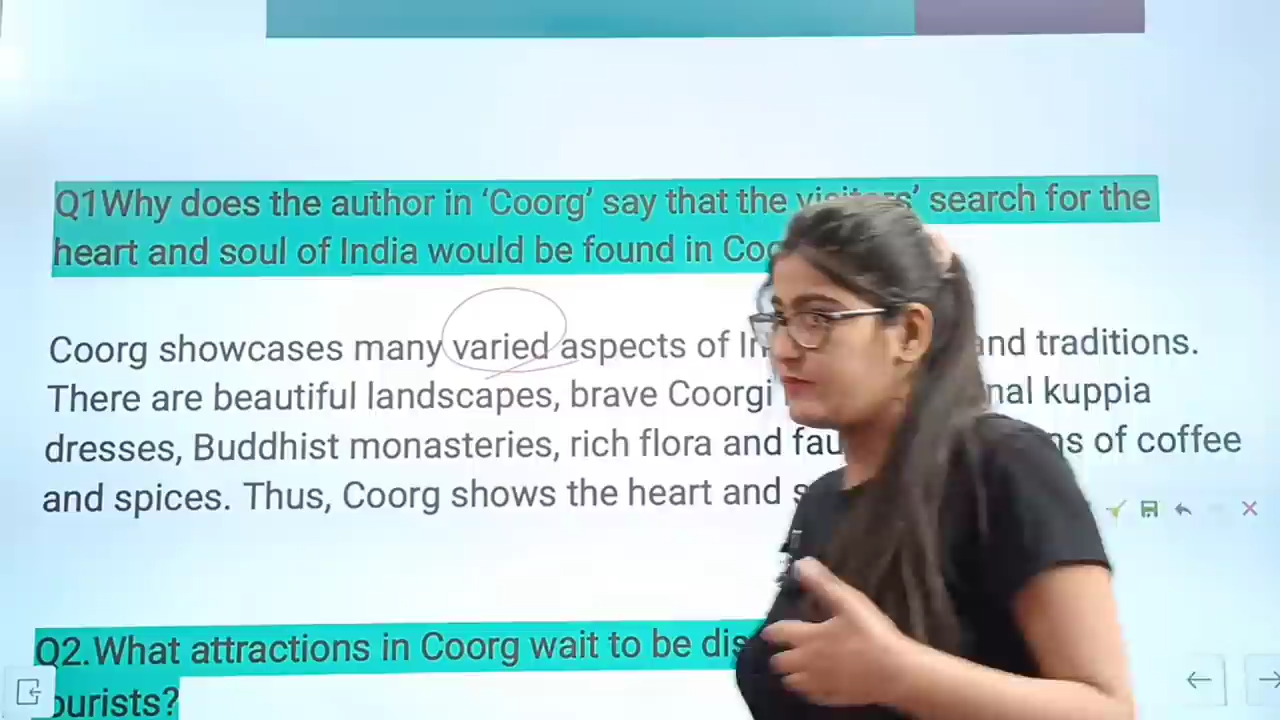 Q1Why does the author in ‘Coorg’ say that the visitors’ search for the
heart and soul of India would be found in
Coorg showcases many varied aspects of and traditions.
There are beautiful landscapes, brave Coorgi kuppia
dresses, Buddhist monasteries, rich flora and of coffee
and spices. Thus, Coorg shows the heart and
Q2.What attractions in Coorg wait to be
ourists?